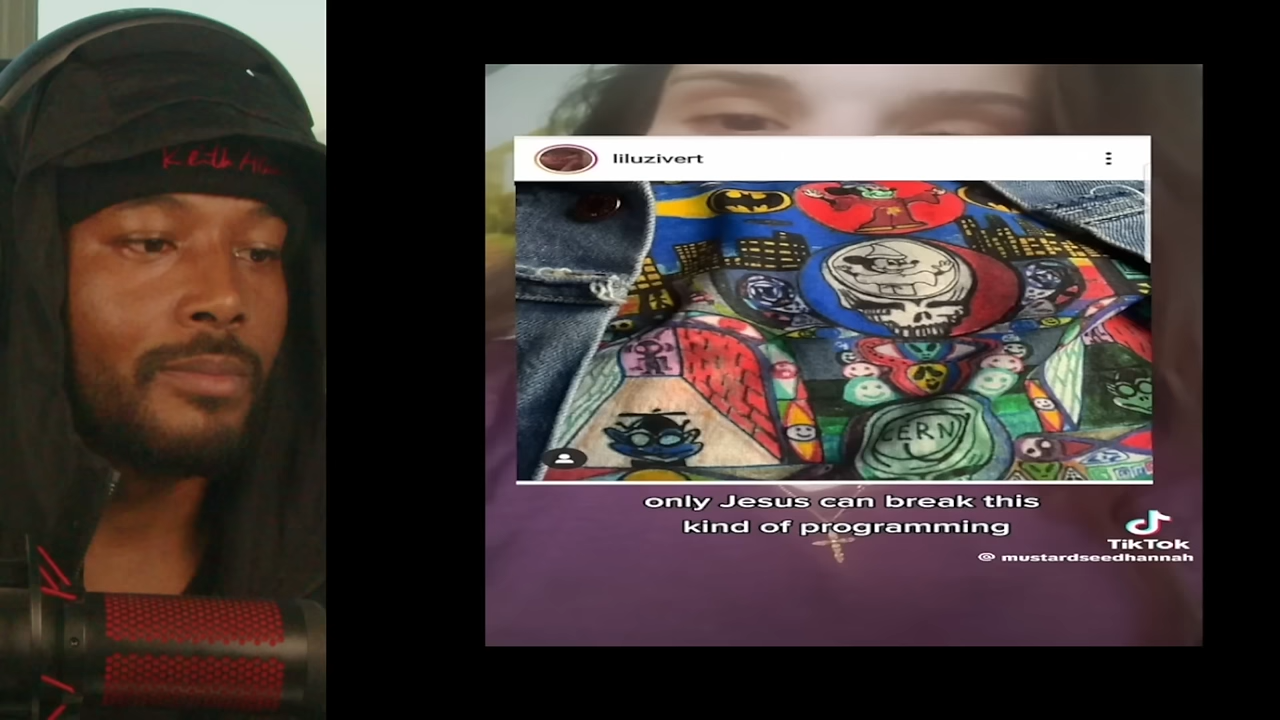 liluzivert
CERN
only Jesus can break this
kind of programming
TikTok
@ mustardseedhannah